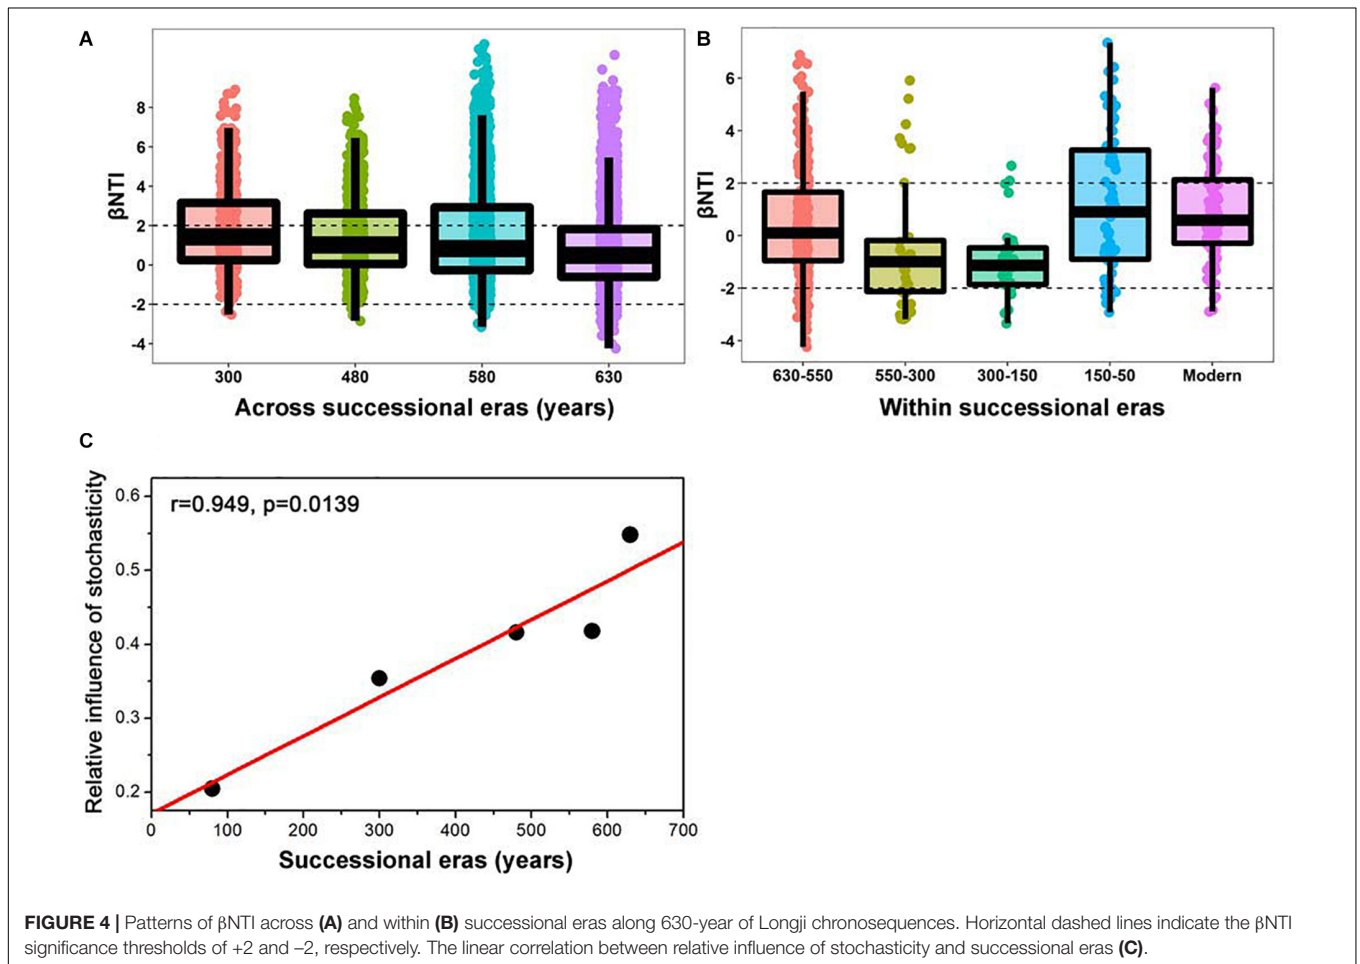 A
βNTI
8
6
4
2
0
-2
-4
300 480 580 630
Across successional eras (years)
B
βNTI
6
4
2
0
-2
-4
630-550 550-300 300-150 150-50 Modern
Within successional eras
C
Relative influence of stochasticity
r=0.949, p=0.0139
0.6
0.5
0.4
0.3
0.2
0 100 200 300 400 500 600 700
Successional eras (years)
FIGURE 4 | Patterns of βNTI across (A) and within (B) successional eras along 630-year of Longji chronosequences. Horizontal dashed lines indicate the βNTI
significance thresholds of +2 and –2, respectively. The linear correlation between relative influence of stochasticity and successional eras (C).